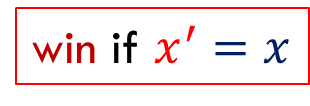 win if x′ = x